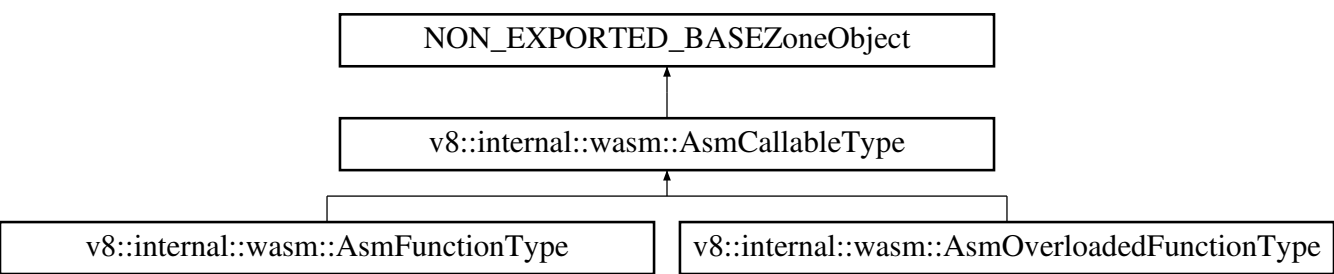 NON_EXPORTED_BASEZoneObject
v8::internal::wasm::AsmCallableType
v8::internal::wasm::AsmFunctionType
v8::internal::wasm::AsmOverloadedFunctionType